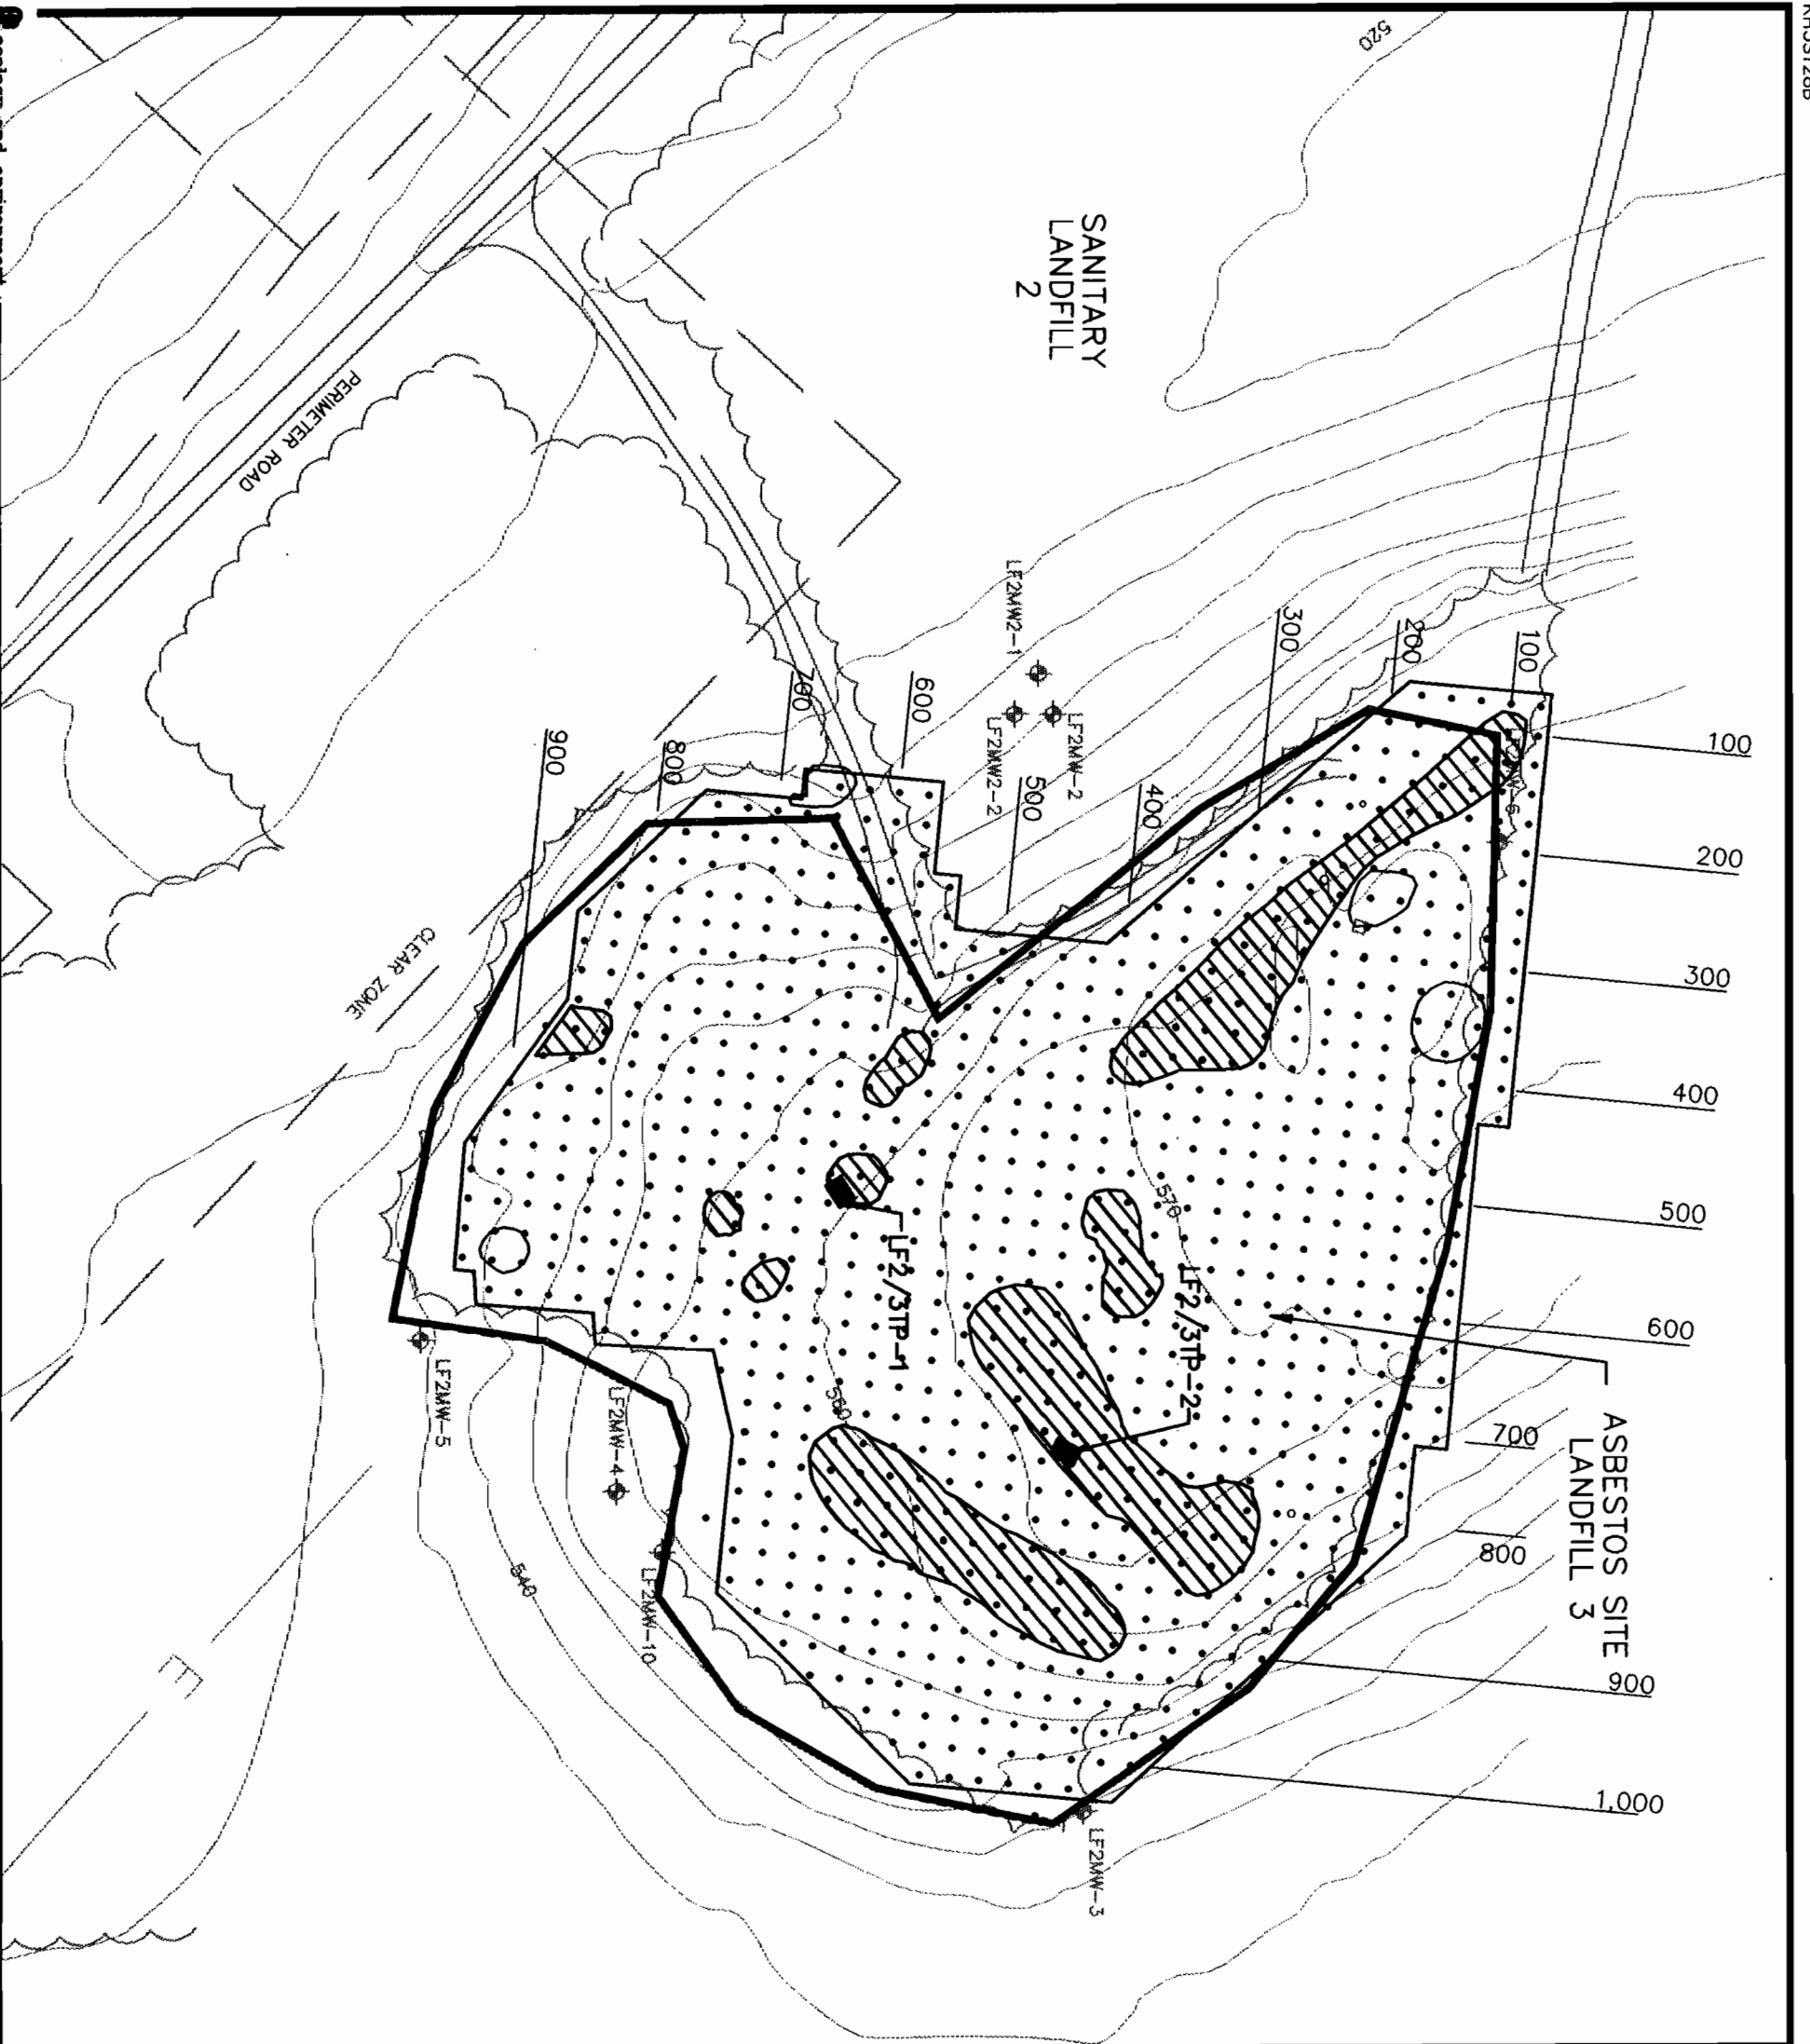 520
SANITARY
LANDFILL
2
PERIMETER ROAD
LF2MW2-1
LF2MW-2
LF2MW2-2
100
200
300
400
500
600
700
800
900
100
200
300
400
500
600
700
800
900
1,000
CLEAR ZONE
570
560
540
LF2/3TP-1
LF2/3TP-2
ASBESTOS SITE
LANDFILL 3
LF2MW-5
LF2MW-4
LF2MW-10
LF2MW-3